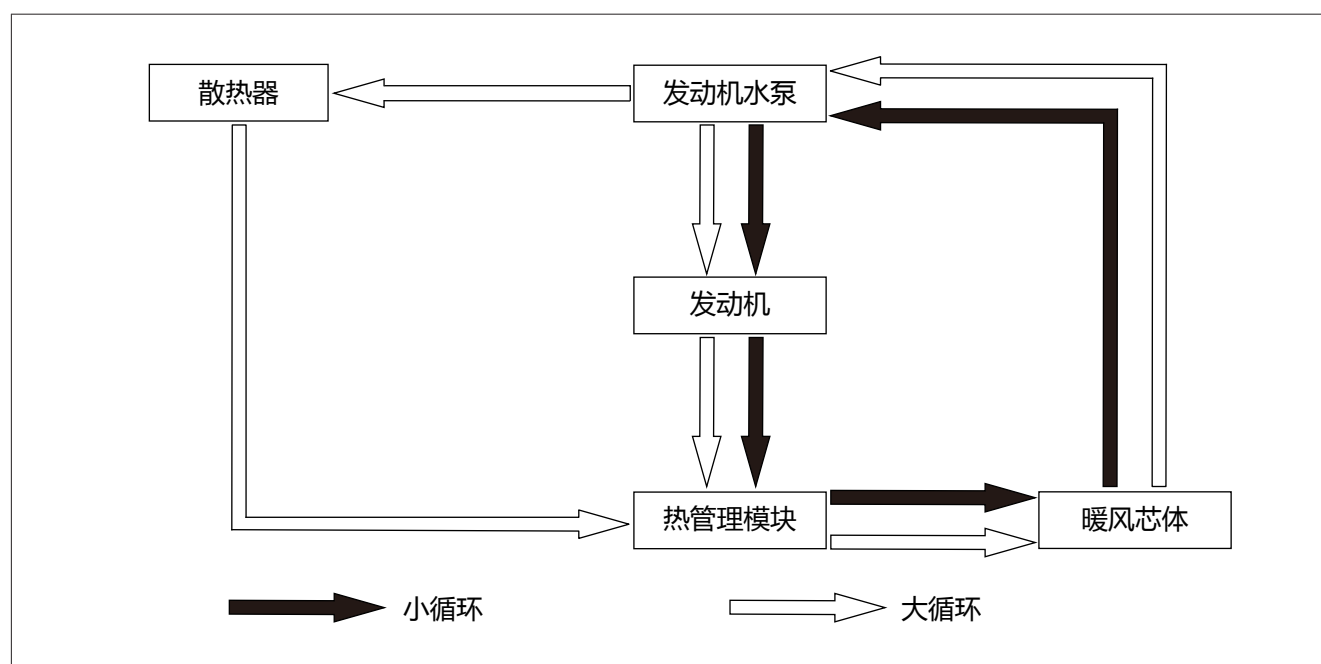 散热器
发动机水泵
发动机
热管理模块
暖风芯体
小循环
大循环